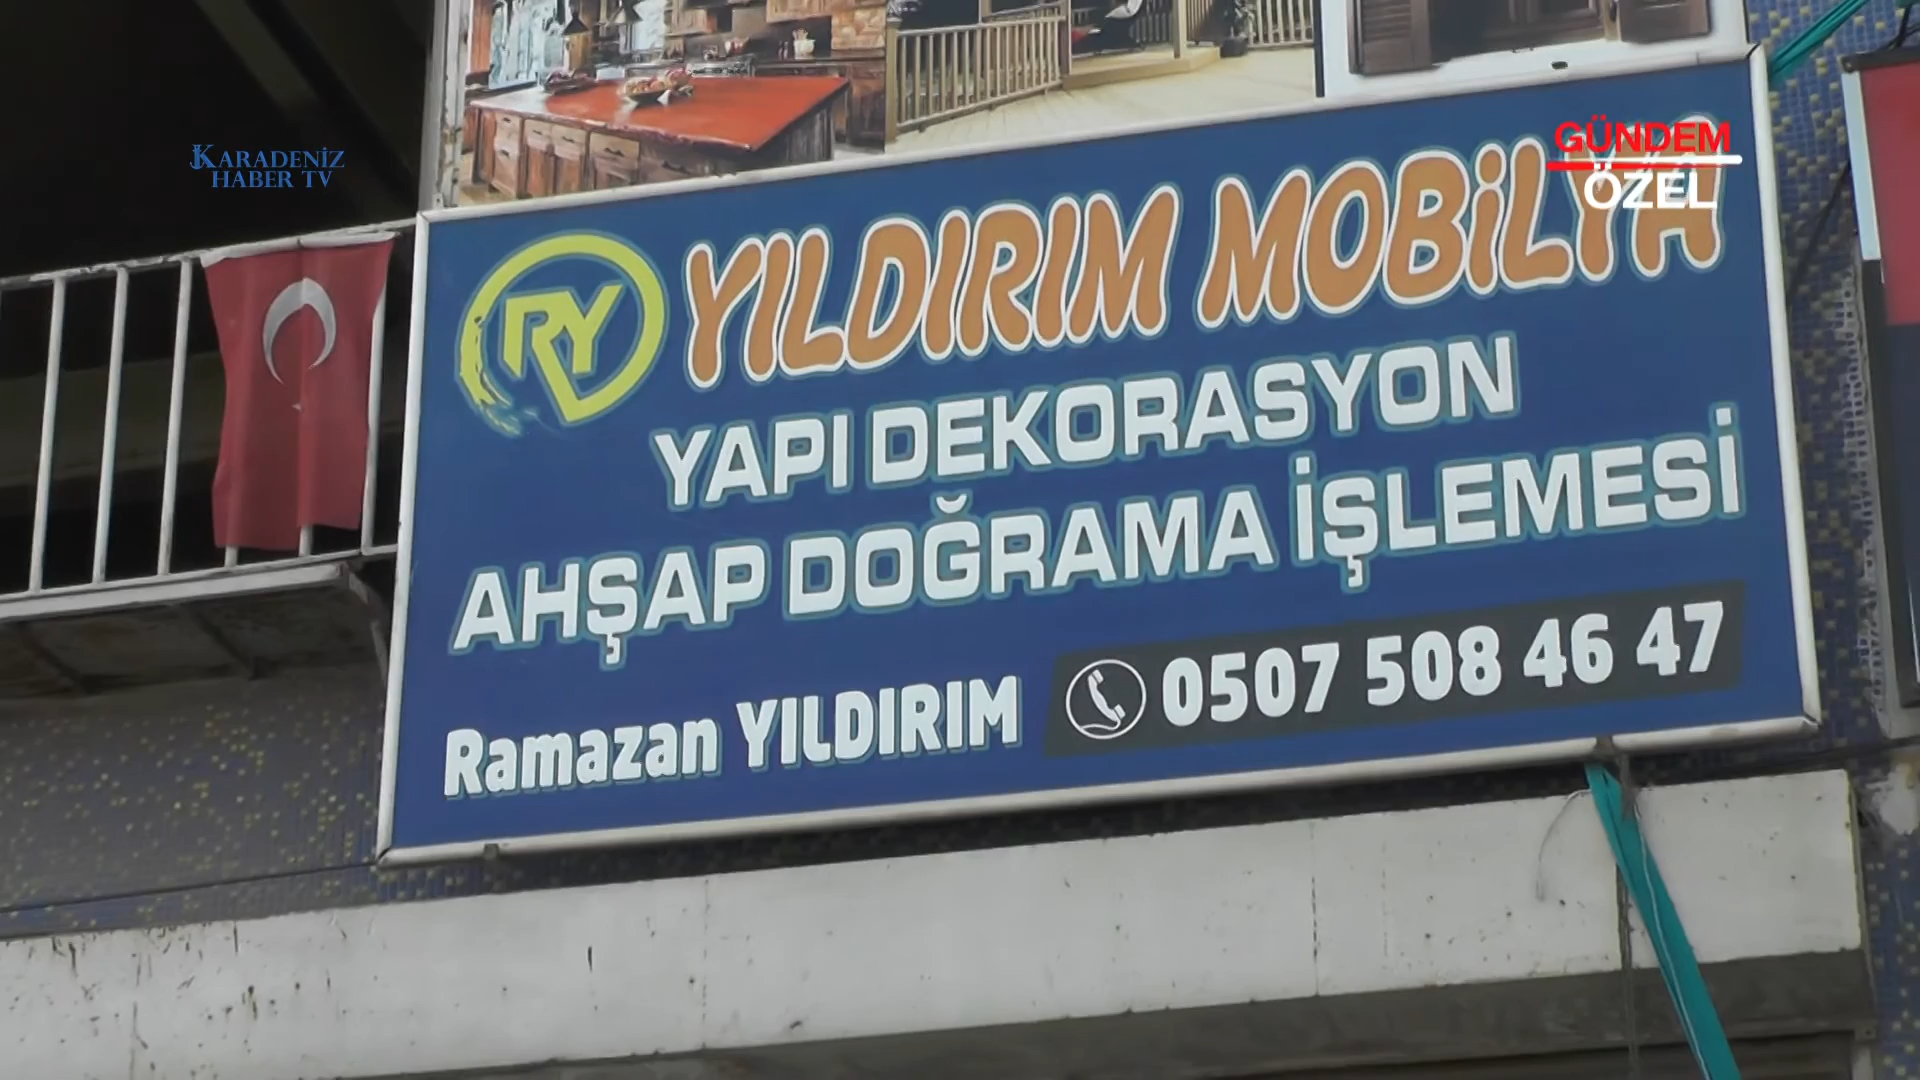 KARADENİZ
HABER TV
GÜNDEM
ÖZEL
RY
YILDIRIM MOBİLYA
YAPI DEKORASYON
AHŞAP DOĞRAMA İŞLEMESİ
Ramazan YILDIRIM 0507 508 46 47